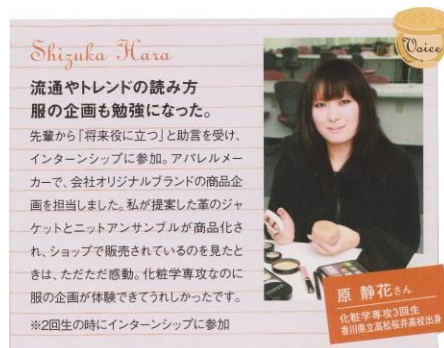 Voice
Shizuka Hara
流通やトレンドの読み方
服の企画も勉強になった。
先輩から「将来役に立つ」と助言を受け、
インターンシップに参加。アパレルメー
カーで、会社オリジナルブランドの商品企
画を担当しました。私が提案した革のジャ
ケットとニットアンサンブルが商品化さ
れ、ショップで販売されているのを見たと
きは、ただただ感動。化粧学専攻なのに
服の企画が体験できてうれしかったです。
※2回生の時にインターンシップに参加
原 静花さん
化粧学専攻3回生
香川県立高松桜井高校出身